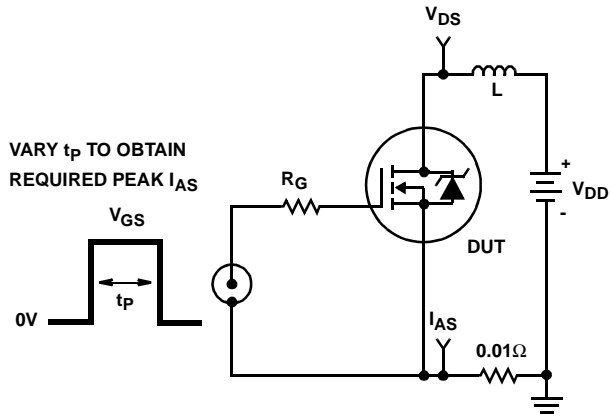 VDS
L
VARY tP TO OBTAIN
REQUIRED PEAK IAS
RG
+
VDD
-
VGS
DUT
tP
0V
IAS
0.01Ω